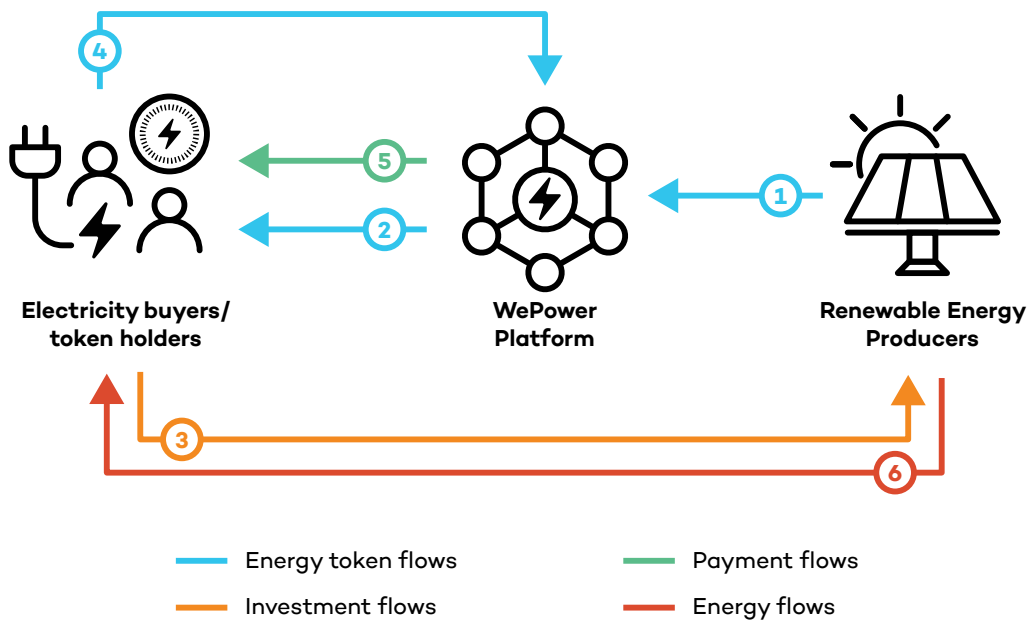 4
5
2
1
Electricity buyers/
token holders
WePower
Platform
Renewable Energy
Producers
3
6
Energy token flows
Payment flows
Investment flows
Energy flows